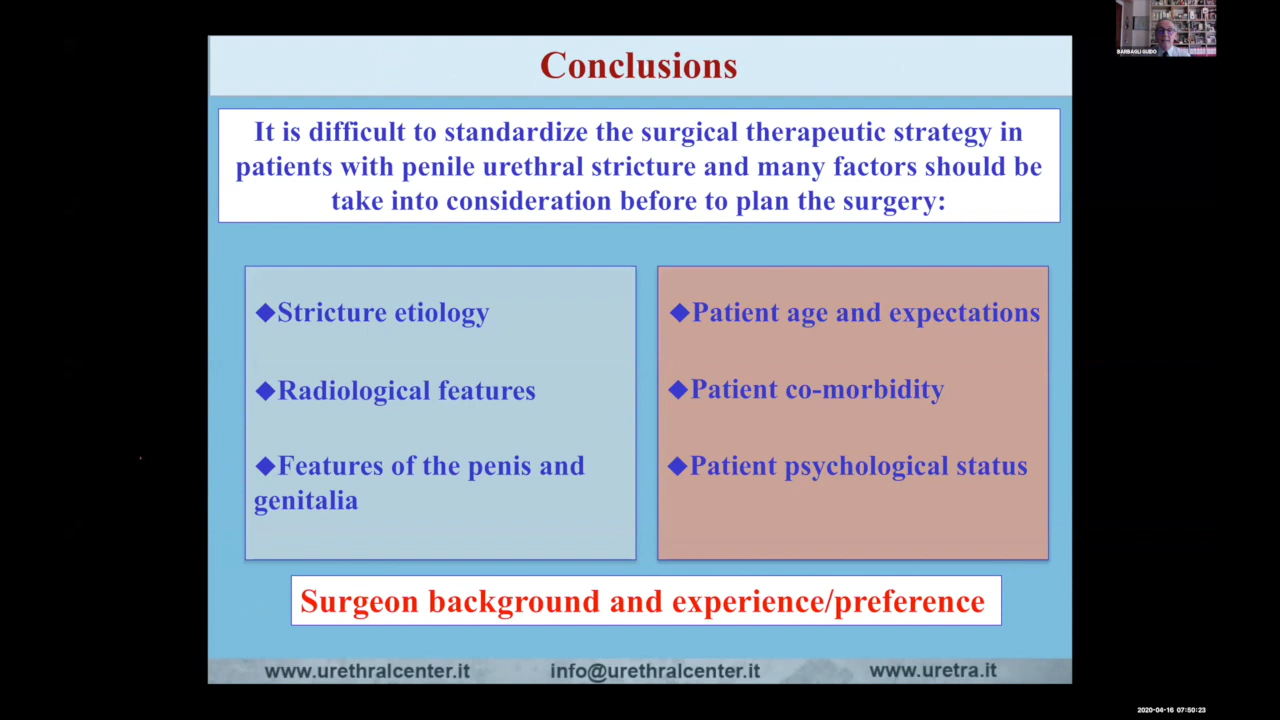 BARBAGLI GUIDO
Conclusions
It is difficult to standardize the surgical therapeutic strategy in
patients with penile urethral stricture and many factors should be
take into consideration before to plan the surgery:
◆Stricture etiology
◆Radiological features
◆Features of the penis and
genitalia
◆Patient age and expectations
◆Patient co-morbidity
◆Patient psychological status
Surgeon background and experience/preference
www.urethralcenter.it info@urethralcenter.it www.uretra.it
2020-04-16 07:50:23